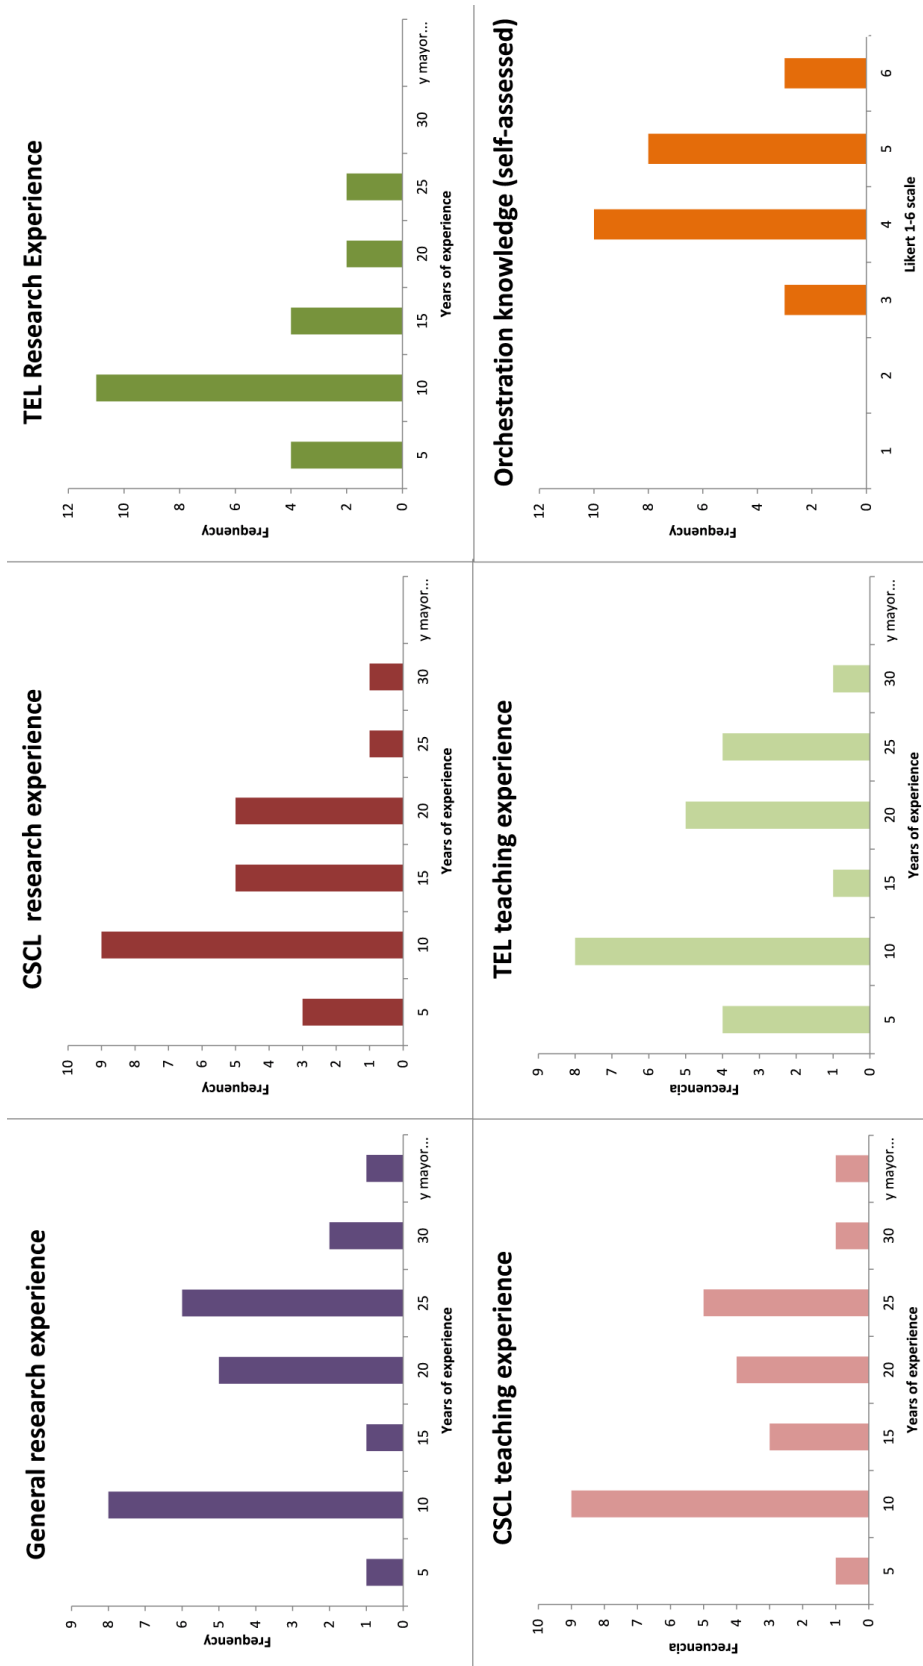 General research experience
9
8
7
6
5
4
3
2
1
0
Frequency
5 10 15 20 25 30 y mayor...
Years of experience
CSCL research experience
10
9
8
7
6
5
4
3
2
1
0
Frequency
5 10 15 20 25 30 y mayor...
Years of experience
TEL Research Experience
12
10
8
6
4
2
0
Frequency
5 10 15 20 25 30 y mayor...
Years of experience
CSCL teaching experience
10
9
8
7
6
5
4
3
2
1
0
Frecuencia
5 10 15 20 25 30 y mayor...
Years of experience
TEL teaching experience
9
8
7
6
5
4
3
2
1
0
Frecuencia
5 10 15 20 25 30 y mayor...
Years of experience
Orchestration knowledge (self-assessed)
12
10
8
6
4
2
0
Frequency
1 2 3 4 5 6
Likert 1-6 scale